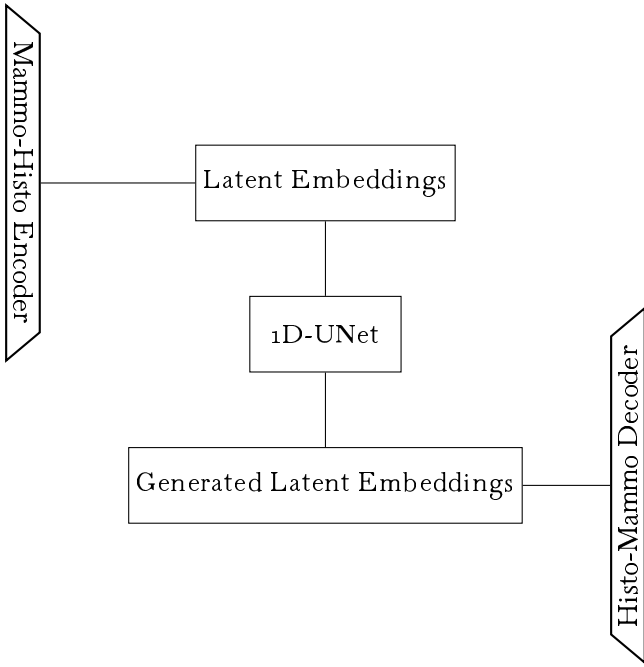 Mammo-Histo Encoder
Latent Embeddings
1D-UNet
Generated Latent Embeddings
Histo-Mammo Decoder